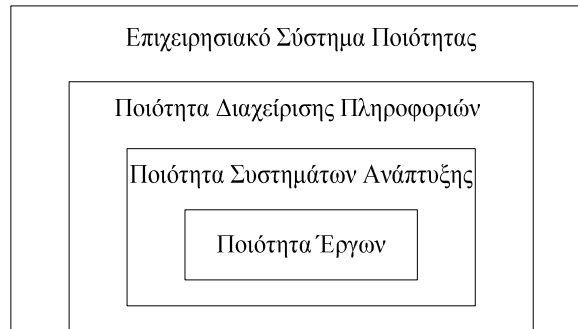 Επιχειρησιακό Σύστημα Ποιότητας
Ποιότητα Διαχείρισης Πληροφοριών
Ποιότητα Συστημάτων Ανάπτυξης
Ποιότητα Έργων